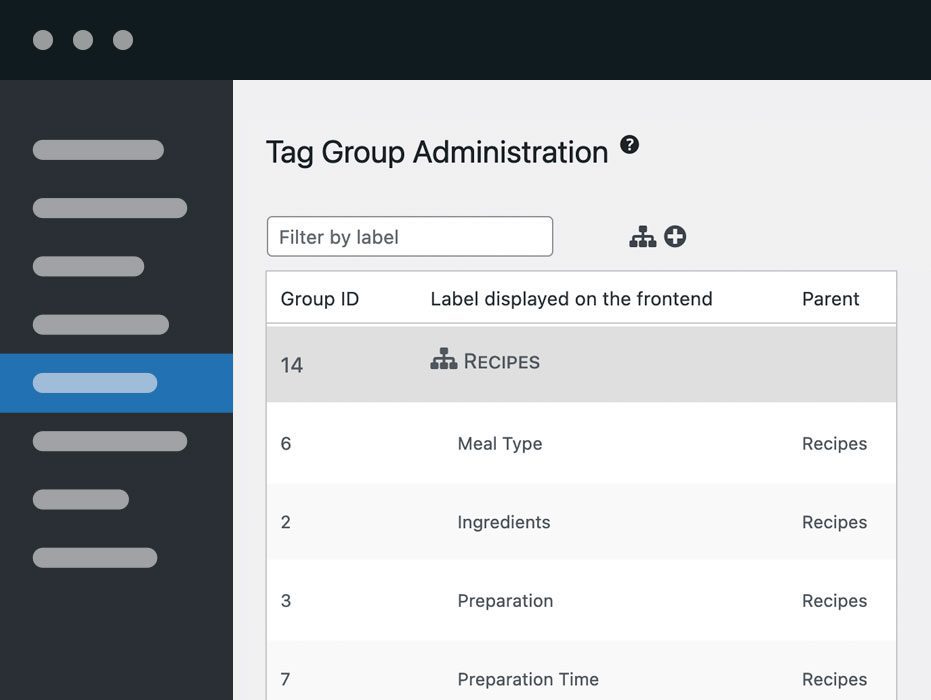 Tag Group Administration ?
Filter by label
Group ID Label displayed on the frontend Parent
14 RECIPES
6 Meal Type Recipes
2 Ingredients Recipes
3 Preparation Recipes
7 Preparation Time Recipes